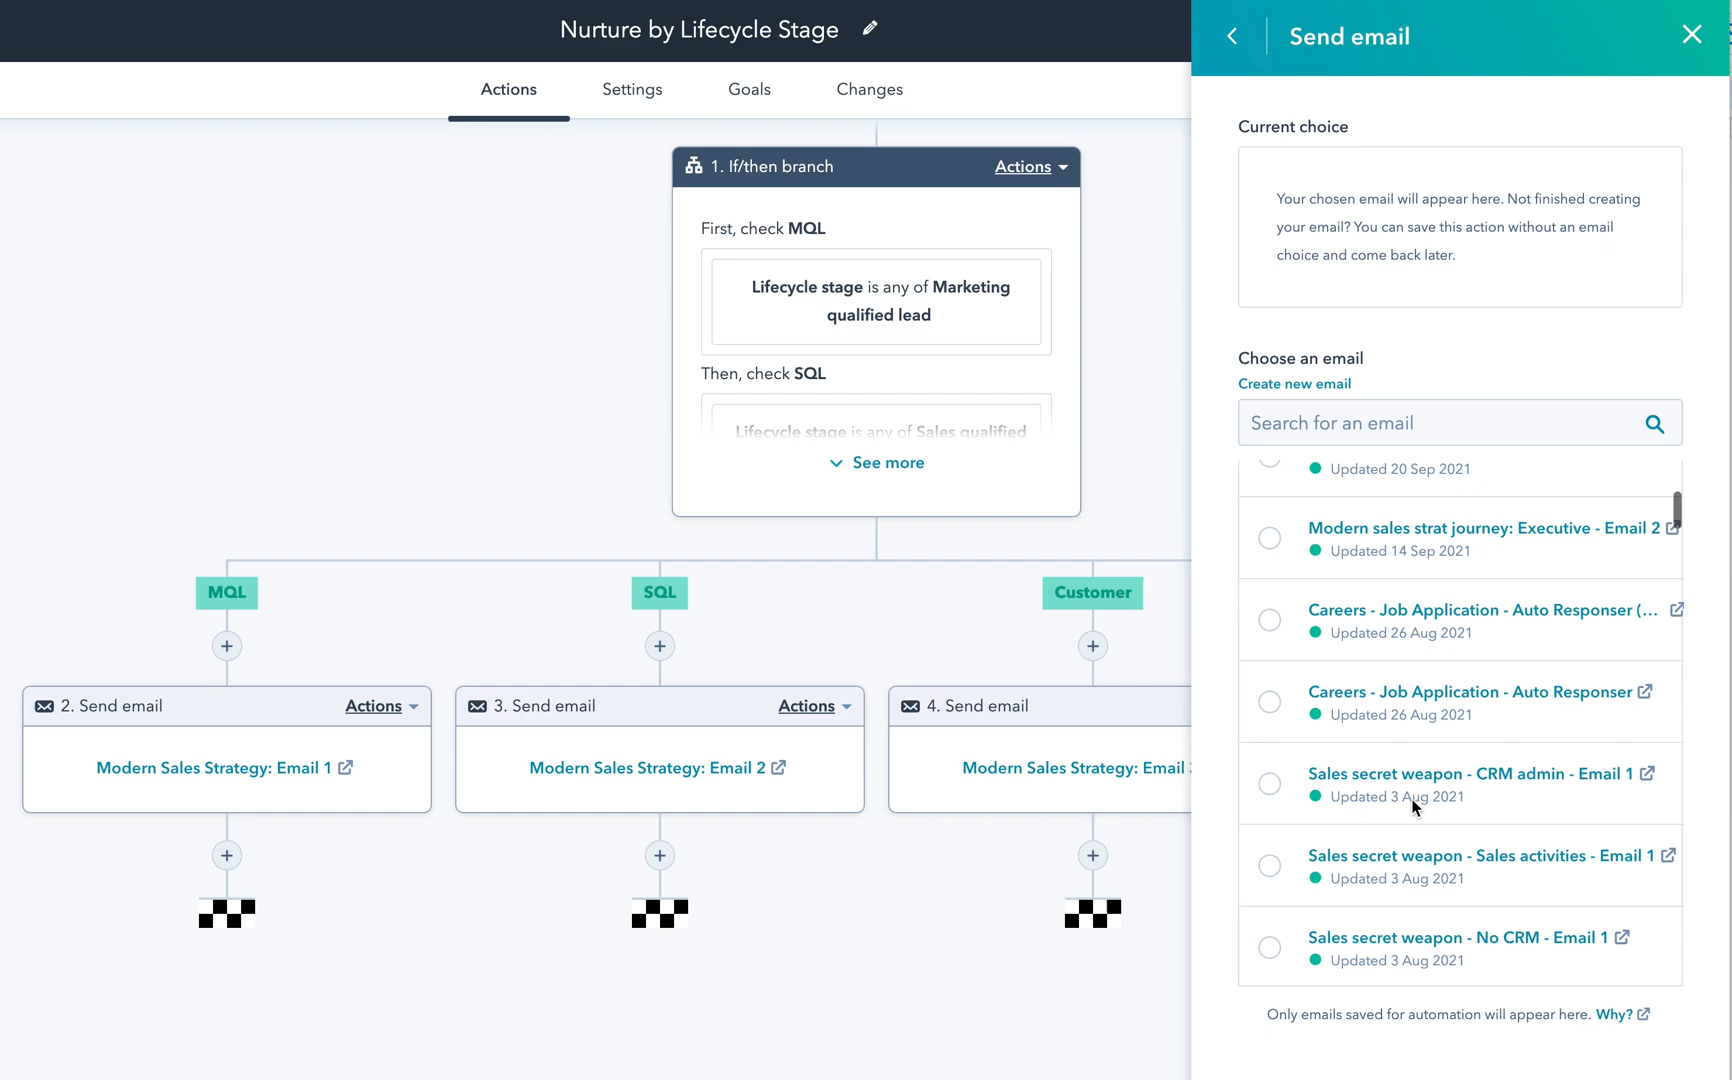 Nurture by Lifecycle Stage
Actions
Settings
Goals
Changes
1. If/then branch
Actions
First, check MQL
Lifecycle stage is any of Marketing
qualified lead
Then, check SQL
Lifecycle stage is any of Sales qualified
See more
MQL
SQL
Customer
2. Send email
Actions
Modern Sales Strategy: Email 1
3. Send email
Actions
Modern Sales Strategy: Email 2
4. Send email
Modern Sales Strategy: Email
Send email
Current choice
Your chosen email will appear here. Not finished creating
your email? You can save this action without an email
choice and come back later.
Choose an email
Create new email
Search for an email
Updated 20 Sep 2021
Modern sales strat journey: Executive - Email 2
Updated 14 Sep 2021
Careers - Job Application - Auto Responser (...
Updated 26 Aug 2021
Careers - Job Application - Auto Responser
Updated 26 Aug 2021
Sales secret weapon - CRM admin - Email 1
Updated 3 Aug 2021
Sales secret weapon - Sales activities - Email 1
Updated 3 Aug 2021
Sales secret weapon - No CRM - Email 1
Updated 3 Aug 2021
Only emails saved for automation will appear here. Why?